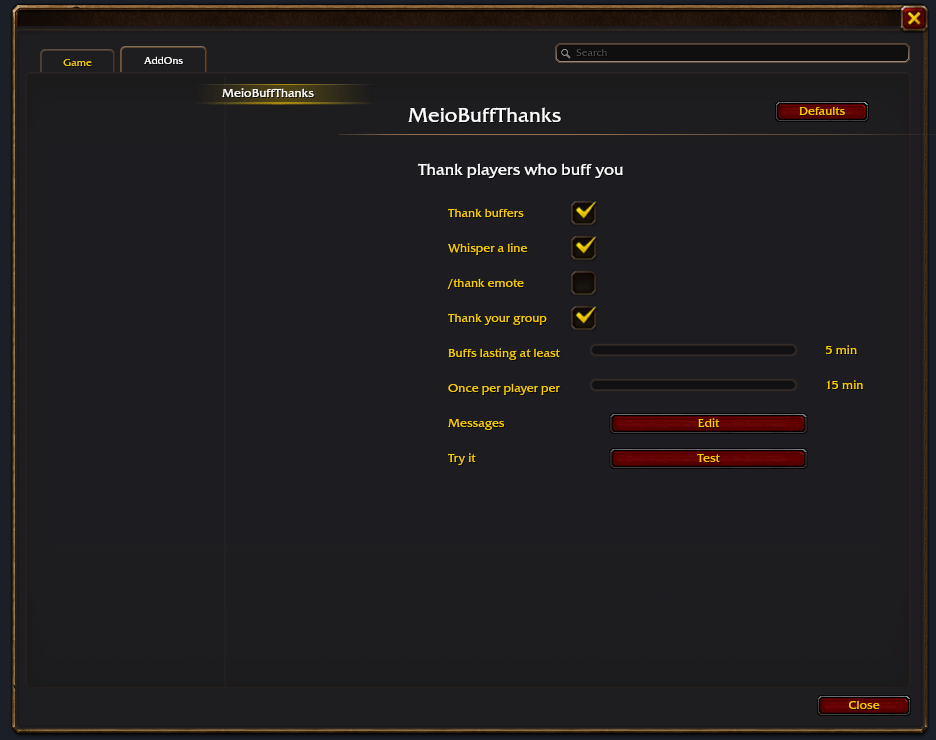 Game
AddOns
Search
MeioBuffThanks
MeioBuffThanks
Defaults
Thank players who buff you
Thank buffers
Whisper a line
/thank emote
Thank your group
Buffs lasting at least
5 min
Once per player per
15 min
Messages
Edit
Try it
Test
Close